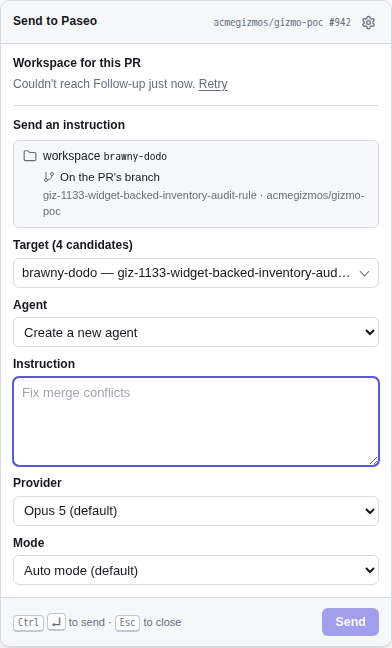 Send to Paseo
acmegizmos/gizmo-poc #942
Workspace for this PR
Couldn't reach Follow-up just now. Retry
Send an instruction
workspace brawny-dodo
On the PR's branch
giz-1133-widget-backed-inventory-audit-rule · acmegizmos/gizmo-
poc
Target (4 candidates)
brawny-dodo — giz-1133-widget-backed-inventory-aud…
Agent
Create a new agent
Instruction
Fix merge conflicts
Provider
Opus 5 (default)
Mode
Auto mode (default)
Ctrl ↵ to send · Esc to close
Send